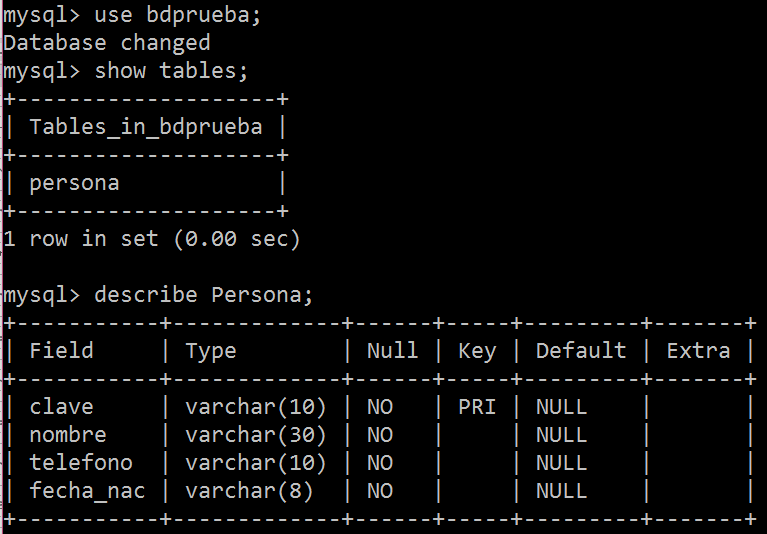 mysql> use bdprueba;
Database changed
mysql> show tables;
+--------------------+
| Tables_in_bdprueba |
+--------------------+
| persona            |
+--------------------+
1 row in set (0.00 sec)

mysql> describe Persona;
+-----------+-------------+------+-----+---------+-------+
| Field     | Type        | Null | Key | Default | Extra |
+-----------+-------------+------+-----+---------+-------+
| clave     | varchar(10) | NO   | PRI | NULL    |       |
| nombre    | varchar(30) | NO   |     | NULL    |       |
| telefono  | varchar(10) | NO   |     | NULL    |       |
| fecha_nac | varchar(8)  | NO   |     | NULL    |       |
+-----------+-------------+------+-----+---------+-------+